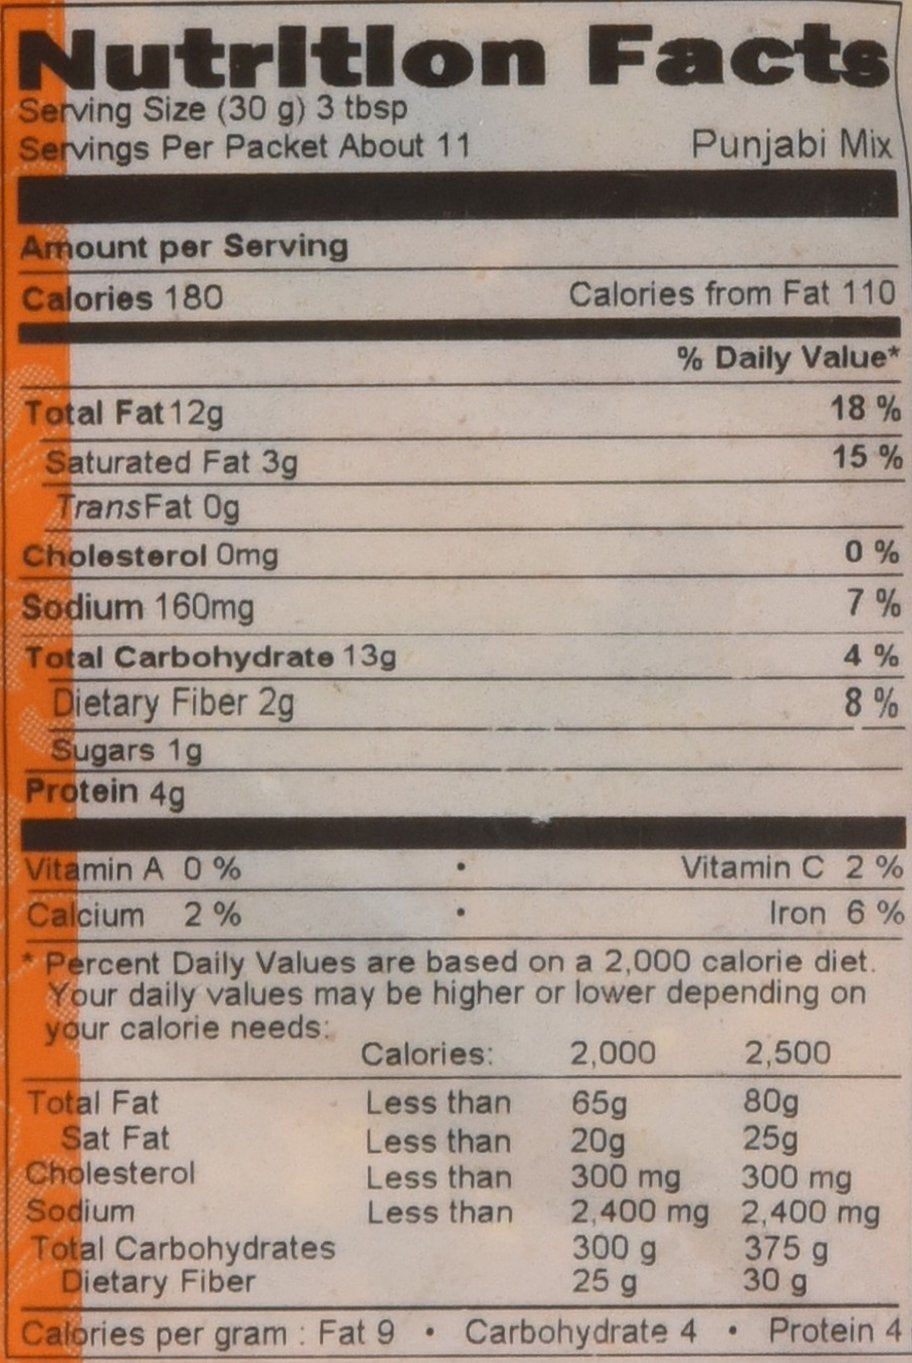 Nutrition Facts
Serving Size (30 g) 3 tbsp
Servings Per Packet About 11 Punjabi Mix
Amount per Serving
Calories 180 Calories from Fat 110
% Daily Value*
Total Fat 12g 18 %
Saturated Fat 3g 15 %
Trans Fat 0g
Cholesterol 0mg 0 %
Sodium 160mg 7 %
Total Carbohydrate 13g 4 %
Dietary Fiber 2g 8 %
Sugars 1g
Protein 4g
Vitamin A 0 % • Vitamin C 2 %
Calcium 2 % • Iron 6 %
* Percent Daily Values are based on a 2,000 calorie diet.
Your daily values may be higher or lower depending on
your calorie needs:
Calories: 2,000 2,500
Total Fat Less than 65g 80g
Sat Fat Less than 20g 25g
Cholesterol Less than 300 mg 300 mg
Sodium Less than 2,400 mg 2,400 mg
Total Carbohydrates 300 g 375 g
Dietary Fiber 25 g 30 g
Calories per gram : Fat 9 • Carbohydrate 4 • Protein 4